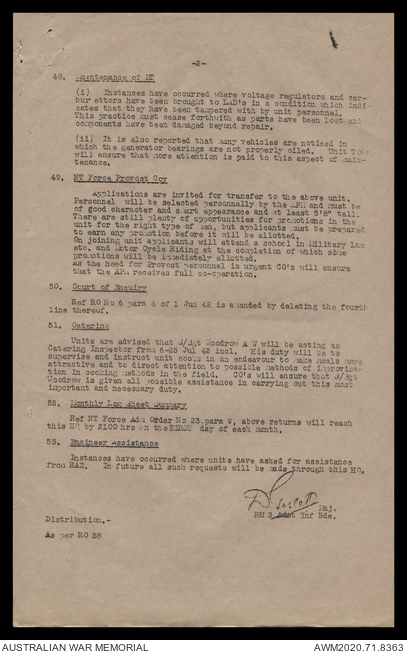 -2-
48. Maintenance of MT
(i) Instances have occurred where voltage regulators and car-
bur ettors have been brought to LAD's in a condition which indi-
cates that they have been tampered with by unit personnel.
This practice must cease forthwith as parts have been lost and
components have been damaged beyond repair.
(ii) It is also reported that many vehicles are noticed in
which the generator bearings are not properly oiled. Unit TO's
will ensure that more attention is paid to this aspect of main-
tenance.
49. NT Force Provost Coy
Applications are invited for transfer to the above unit.
Personnel will be selected personally by the APM and must be
of good character and smart appearance and at least 5'8" tall.
There are still plenty of opportunities for promotions in the
unit for the right type of men, but applicants must be prepared
to earn any promotion before it will be allotted.
On joining unit applicants will attend a school in Military Law
etc. and Motor Cycle Riding at the completion of which some
promotions will be immediately allotted.
As the need for Provost personnel is urgent CO's will ensure
that the APM receives full co-operation.
50. Court of Enquiry
Ref RO No 6 para 4 of 1 Jun 42 is amended by deleting the fourth
line thereof.
51. Catering
Units are advised that S/Sgt Woodrow A W will be acting as
Catering Inspector from 6-25 Jul 42 incl. His duty will be to
supervise and instruct unit cooks in an endeavour to make meals more
attractive and to direct attention to possible methods of improvisa-
tion in cooking methods in the field. CO's will ensure that S/Sgt
Woodrow is given all possible assistance in carrying out this most
important and necessary duty.
52. Monthly Log Sheet Summary
Ref NT Force Adm Order No 23 para 9, above returns will reach
this HQ by 2100 hrs on the FIRST day of each month.
53. Engineer Assistance
Instances have occurred where units have asked for assistance
from RAE. In future all such requests will be made through this HQ.
Maj.
BM 3 Aust Inf Bde.
Distribution.-
As per RO 28
AUSTRALIAN WAR MEMORIAL
AWM2020.71.8363